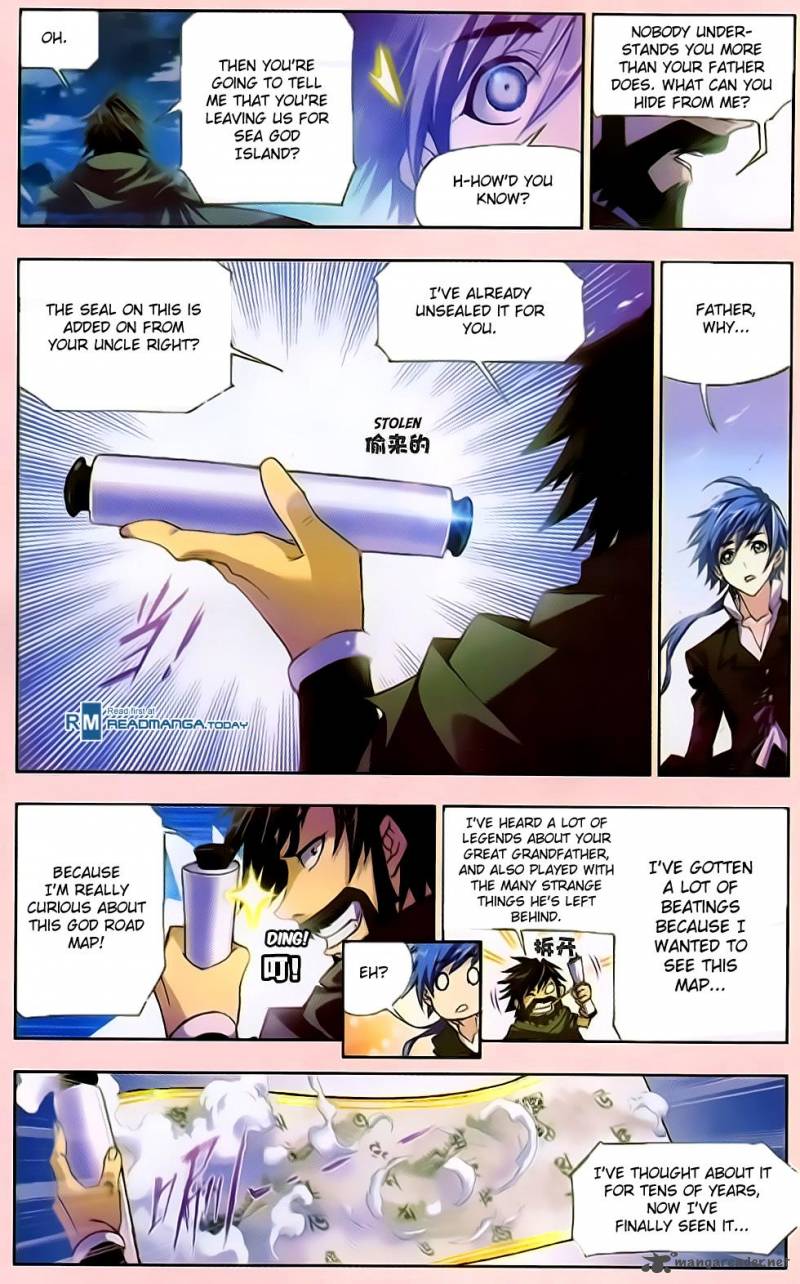 OH.
THEN YOU'RE
GOING TO TELL
ME THAT YOU'RE
LEAVING US FOR
SEA GOD
ISLAND?
H-HOW'D YOU
KNOW?
NOBODY UNDER-
STANDS YOU MORE
THAN YOUR FATHER
DOES. WHAT CAN YOU
HIDE FROM ME?
THE SEAL ON THIS IS
ADDED ON FROM
YOUR UNCLE RIGHT?
I'VE ALREADY
UNSEALED IT FOR
YOU.
STOLEN
偷来的
Read first at
RM READMANGA.TODAY
FATHER,
WHY...
BECAUSE
I'M REALLY
CURIOUS ABOUT
THIS GOD ROAD
MAP!
DING!
叮!
EH?
I'VE HEARD A LOT OF
LEGENDS ABOUT YOUR
GREAT GRANDFATHER,
AND ALSO PLAYED WITH
THE MANY STRANGE
THINGS HE'S LEFT
BEHIND.
拆开
I'VE GOTTEN
A LOT OF
BEATINGS
BECAUSE I
WANTED TO
SEE THIS
MAP...
I'VE THOUGHT ABOUT IT
FOR TENS OF YEARS,
NOW I'VE
FINALLY SEEN IT...
mangareader.net